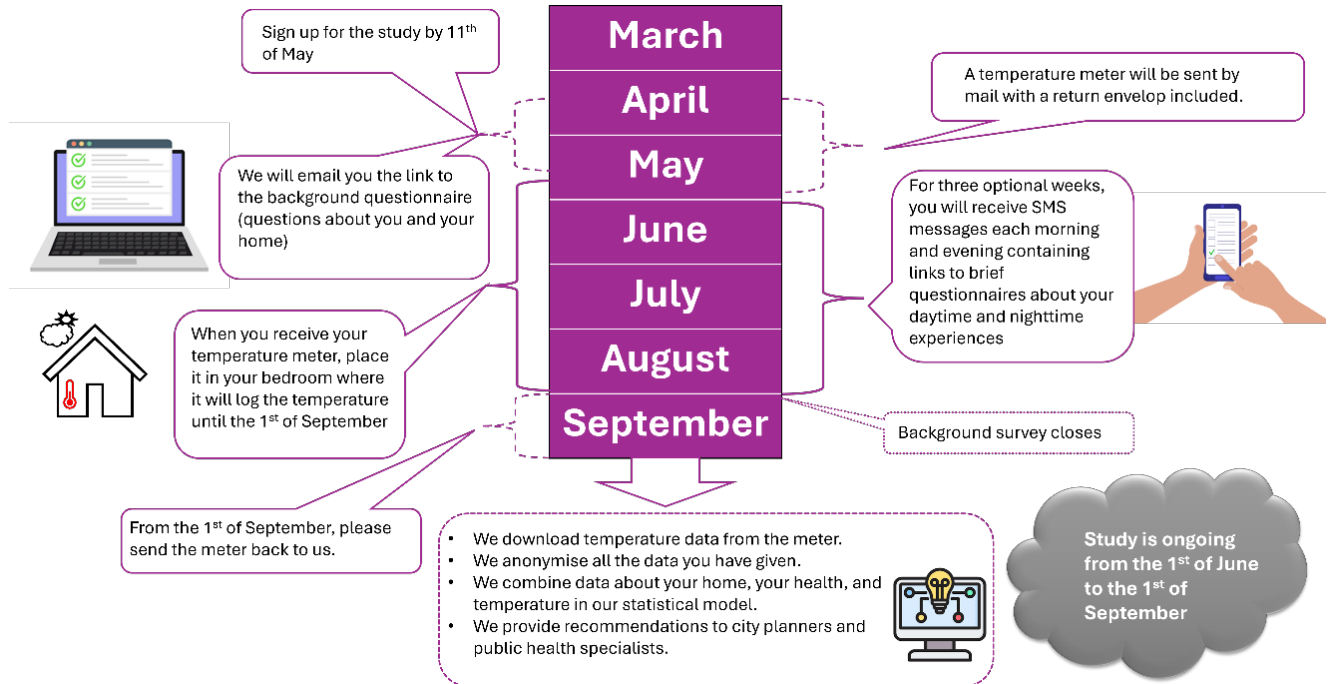 Sign up for the study by 11th
of May
March
April
May
June
July
August
September
A temperature meter will be sent by
mail with a return envelop included.
We will email you the link to
the background questionnaire
(questions about you and your
home)
For three optional weeks,
you will receive SMS
messages each morning
and evening containing
links to brief
questionnaires about your
daytime and nighttime
experiences
When you receive your
temperature meter, place
it in your bedroom where
it will log the temperature
until the 1st of September
Background survey closes
From the 1st of September, please
send the meter back to us.
• We download temperature data from the meter.
• We anonymise all the data you have given.
• We combine data about your home, your health, and
temperature in our statistical model.
• We provide recommendations to city planners and
public health specialists.
Study is ongoing
from the 1st of June
to the 1st of
September